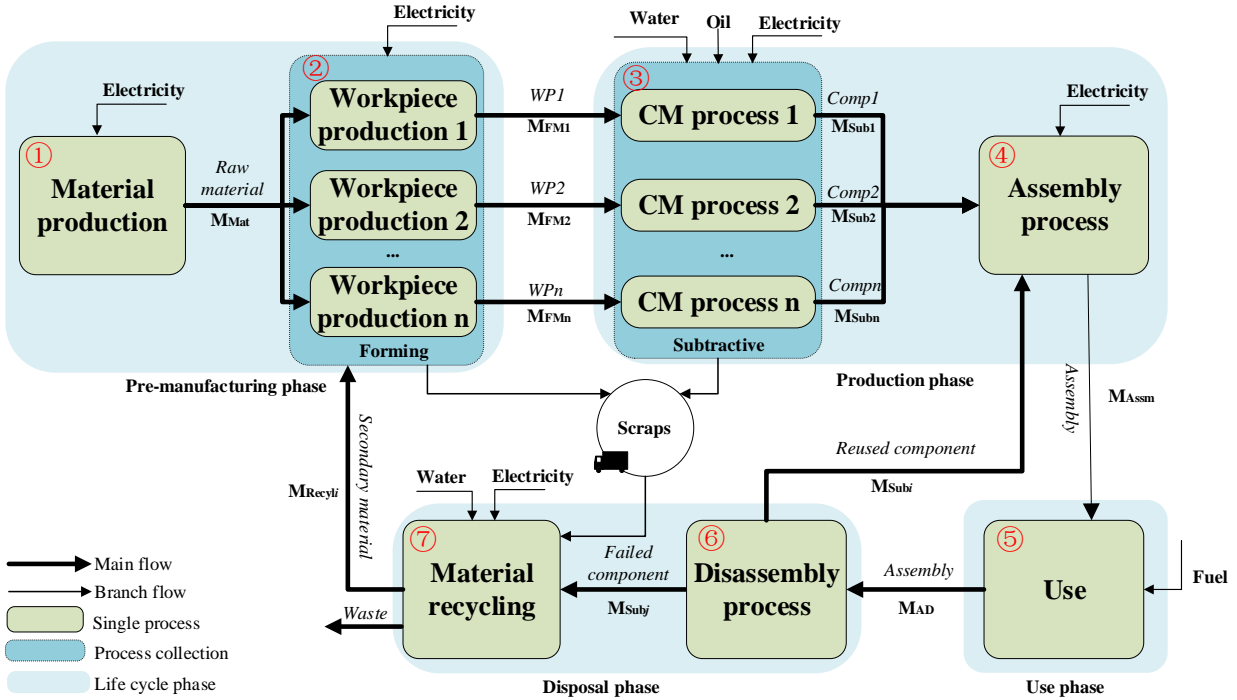 Electricity
Water
Oil
Electricity
②
③
Electricity
Workpiece
production 1
WP1
MFM1
CM process 1
Comp1
MSub1
Electricity
①
Material
production
Raw
material
MMat
Workpiece
production 2
WP2
MFM2
CM process 2
Comp2
MSub2
④
Assembly
process
...
...
Workpiece
production n
WPn
MFMn
CM process n
Compn
MSubn
Forming
Subtractive
Pre-manufacturing phase
Production phase
Scraps
Assembly
MAssm
Secondary material
MRecyli
Water
Electricity
Reused component
MSubi
⑦
Material
recycling
Failed
component
MSubj
⑥
Disassembly
process
Assembly
MAD
⑤
Use
Fuel
Waste
Main flow
Branch flow
Single process
Process collection
Life cycle phase
Disposal phase
Use phase